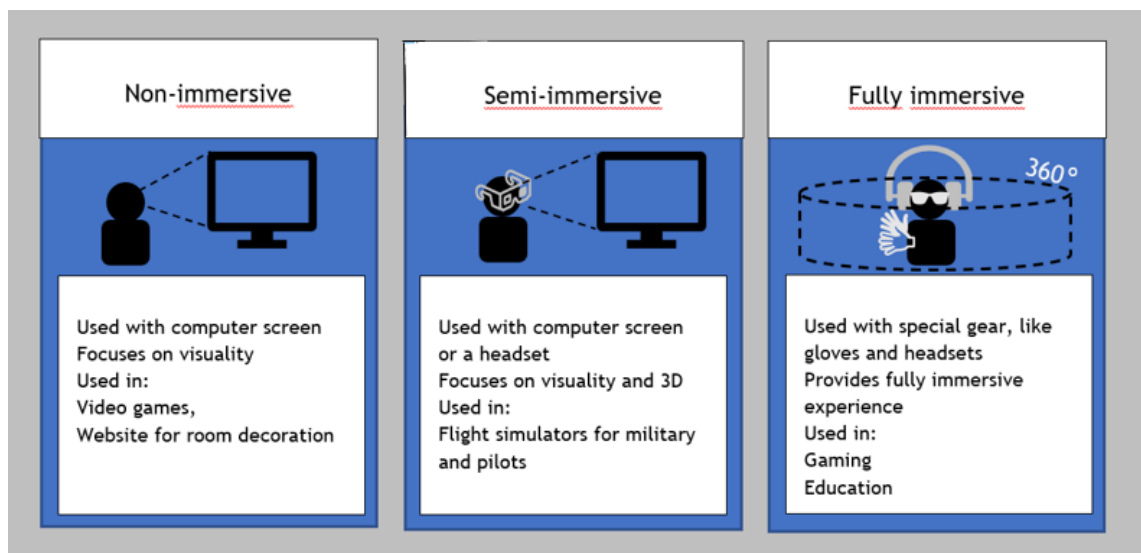 Non-immersive
Used with computer screen
Focuses on visuality
Used in:
Video games,
Website for room decoration
Semi-immersive
Used with computer screen
or a headset
Focuses on visuality and 3D
Used in:
Flight simulators for military
and pilots
Fully immersive
360°
Used with special gear, like
gloves and headsets
Provides fully immersive
experience
Used in:
Gaming
Education